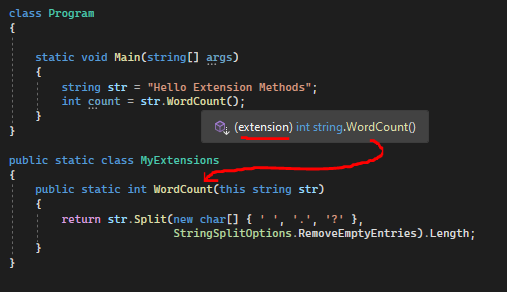 class Program
{
    static void Main(string[] args)
    {
        string str = "Hello Extension Methods";
        int count = str.WordCount();
    }
}
(extension) int string.WordCount()
public static class MyExtensions
{
    public static int WordCount(this string str)
    {
        return str.Split(new char[] { ' ', '.', '?' },
                         StringSplitOptions.RemoveEmptyEntries).Length;
    }
}